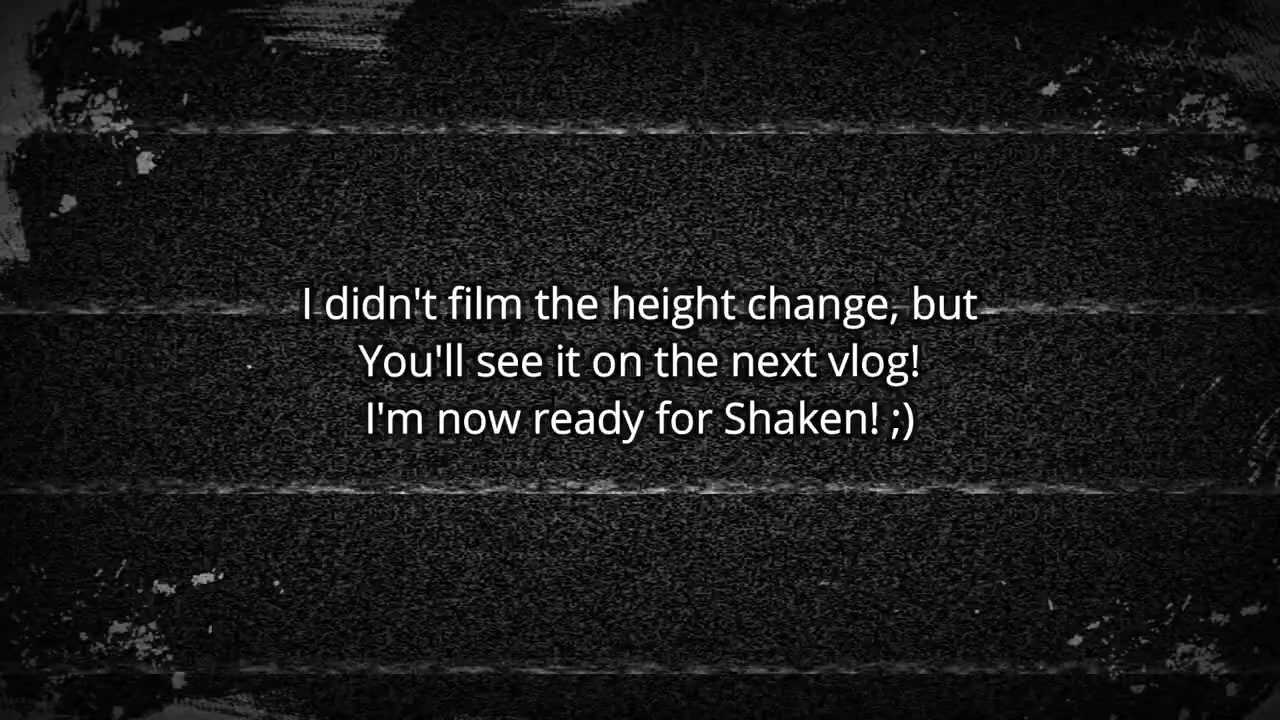 I didn't film the height change, but
You'll see it on the next vlog!
I'm now ready for Shaken! ;)